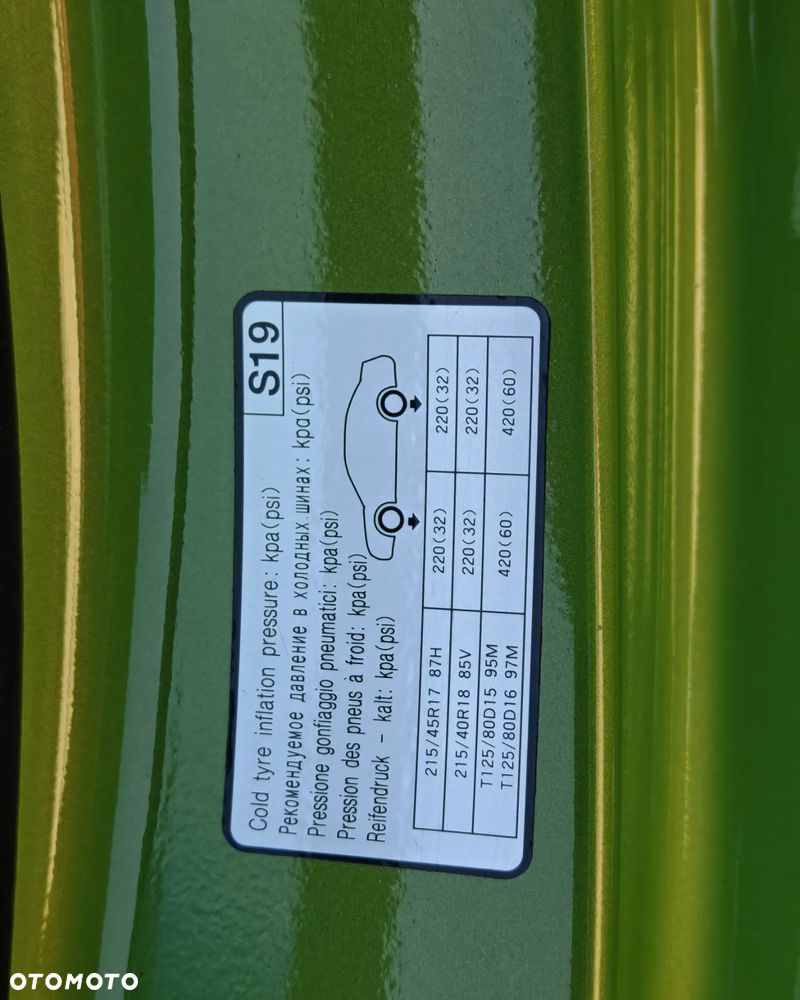 S19
Cold tyre inflation pressure: kpa(psi)
Рекомендуемое давление в холодных шинах: kpa(psi)
Pressione gonfiaggio pneumatici: kpa(psi)
Pression des pneus à froid: kpa(psi)
Reifendruck - kalt: kpa(psi)
215/45R17 87H 220(32) 220(32)
215/40R18 85V 220(32) 220(32)
T125/80D15 95M 420(60) 420(60)
T125/80D16 97M
OTOMOTO